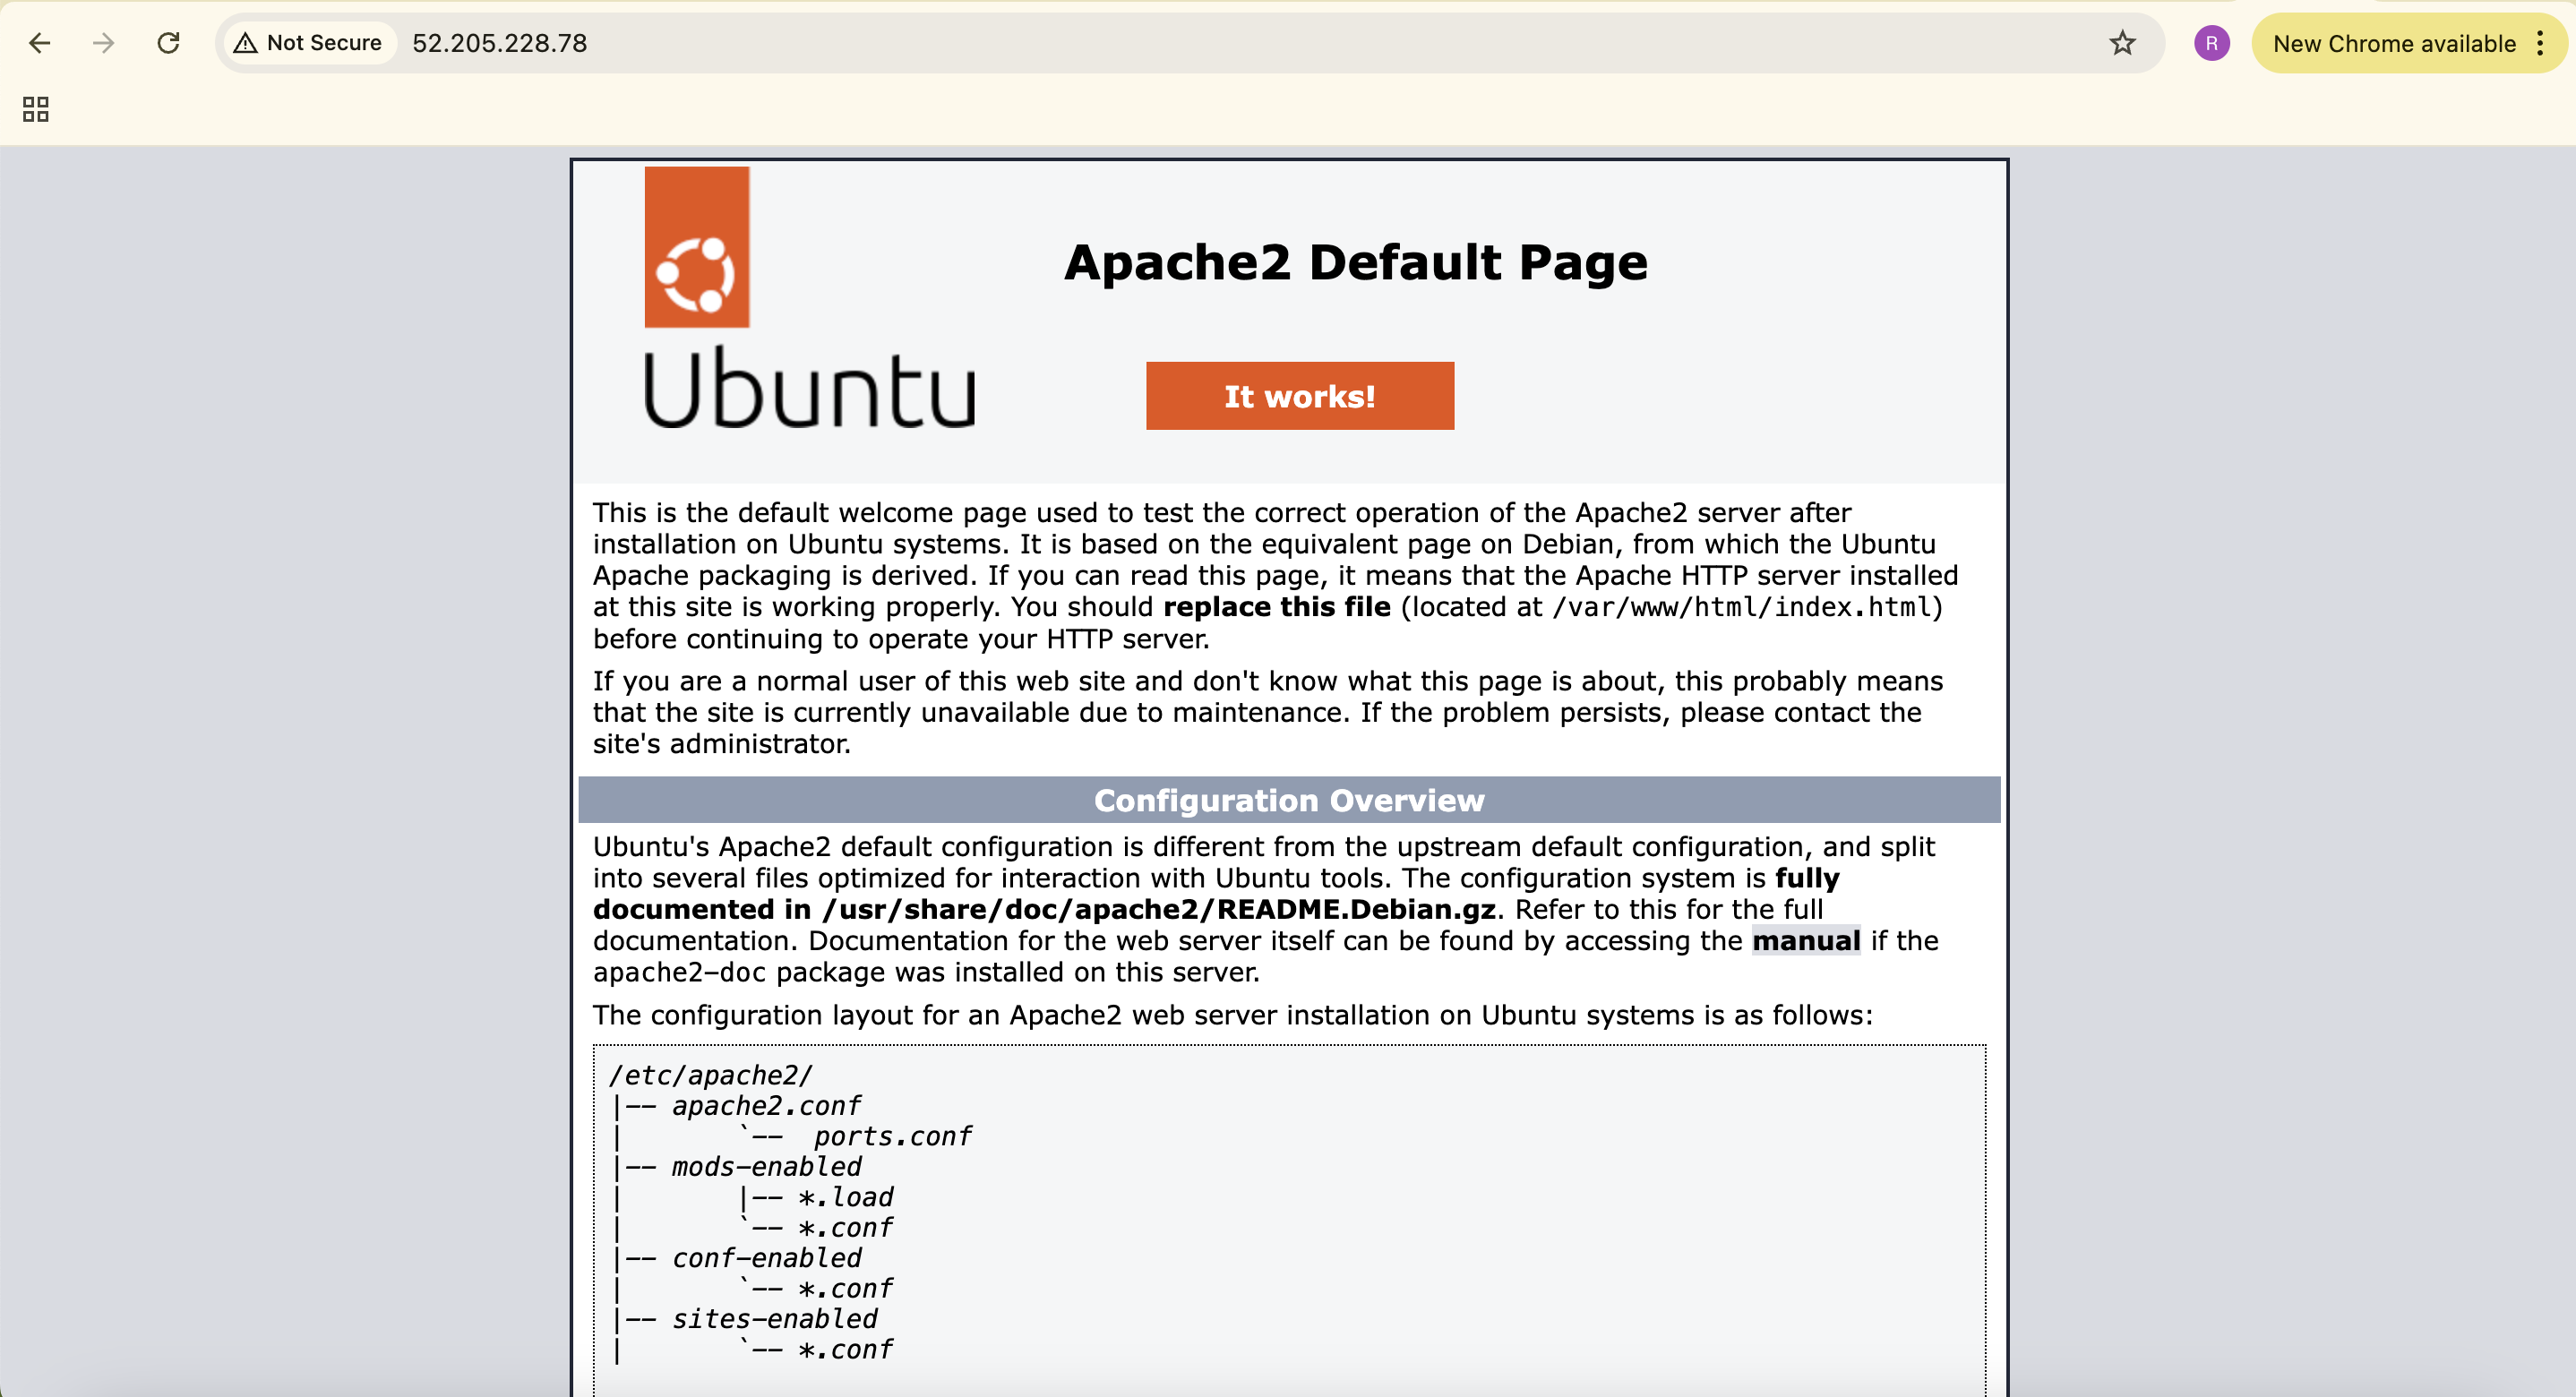 Not Secure 52.205.228.78 R New Chrome available
Apache2 Default Page
Ubuntu
It works!
This is the default welcome page used to test the correct operation of the Apache2 server after
installation on Ubuntu systems. It is based on the equivalent page on Debian, from which the Ubuntu
Apache packaging is derived. If you can read this page, it means that the Apache HTTP server installed
at this site is working properly. You should replace this file (located at /var/www/html/index.html)
before continuing to operate your HTTP server.
If you are a normal user of this web site and don't know what this page is about, this probably means
that the site is currently unavailable due to maintenance. If the problem persists, please contact the
site's administrator.
Configuration Overview
Ubuntu's Apache2 default configuration is different from the upstream default configuration, and split
into several files optimized for interaction with Ubuntu tools. The configuration system is fully
documented in /usr/share/doc/apache2/README.Debian.gz. Refer to this for the full
documentation. Documentation for the web server itself can be found by accessing the manual if the
apache2-doc package was installed on this server.
The configuration layout for an Apache2 web server installation on Ubuntu systems is as follows:
/etc/apache2/
|-- apache2.conf
|       `--  ports.conf
|-- mods-enabled
|       |-- *.load
|       `-- *.conf
|-- conf-enabled
|       `-- *.conf
|-- sites-enabled
|       `-- *.conf